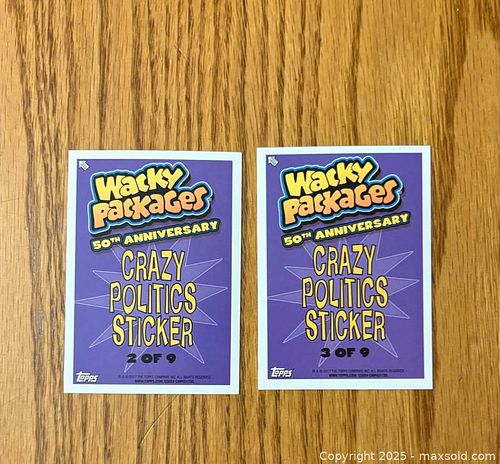 Wacky
Packages
50TH ANNIVERSARY
CRAZY
POLITICS
STICKER
2 OF 9
Topps
Wacky
Packages
50TH ANNIVERSARY
CRAZY
POLITICS
STICKER
3 OF 9
Topps
Copyright 2025 - maxsold.com